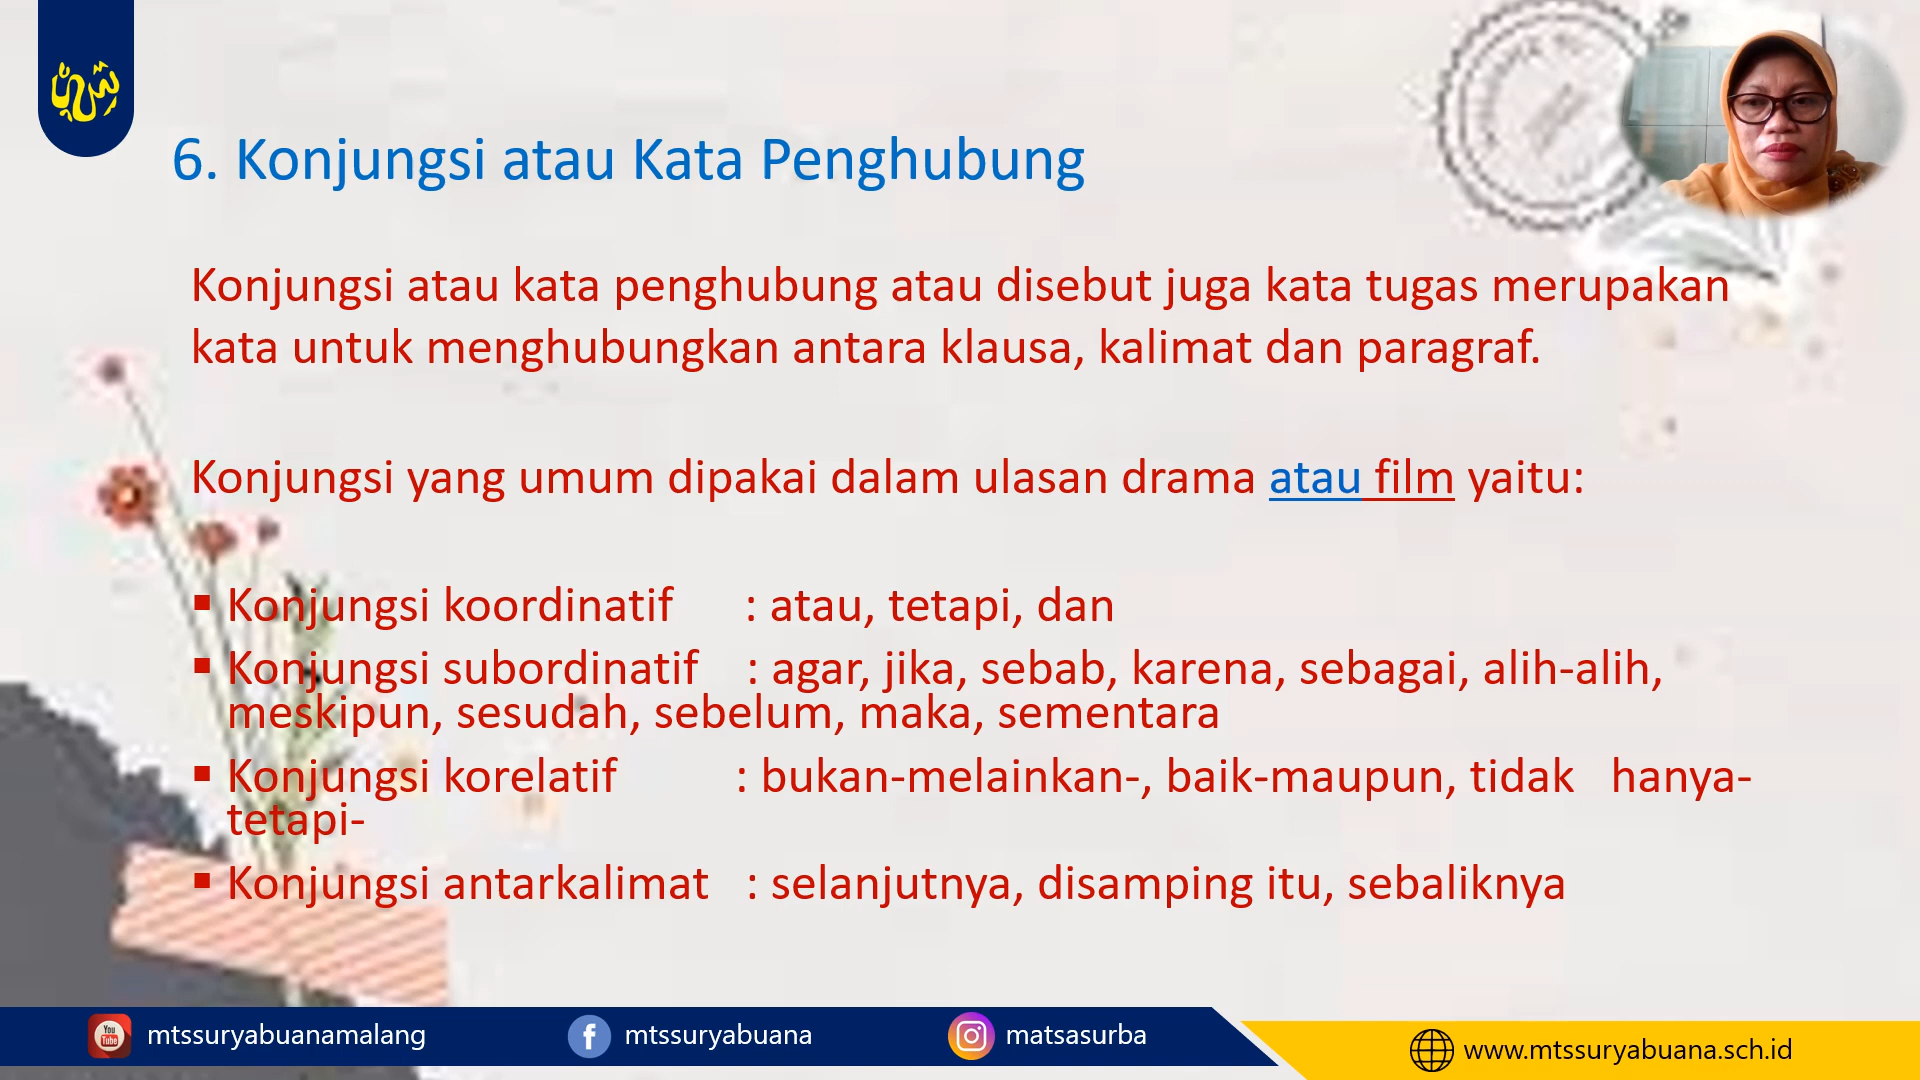 6. Konjungsi atau Kata Penghubung
Konjungsi atau kata penghubung atau disebut juga kata tugas merupakan
kata untuk menghubungkan antara klausa, kalimat dan paragraf.
Konjungsi yang umum dipakai dalam ulasan drama atau film yaitu:
▪ Konjungsi koordinatif : atau, tetapi, dan
▪ Konjungsi subordinatif : agar, jika, sebab, karena, sebagai, alih-alih,
meskipun, sesudah, sebelum, maka, sementara
▪ Konjungsi korelatif : bukan-melainkan-, baik-maupun, tidak hanya-
tetapi-
▪ Konjungsi antarkalimat : selanjutnya, disamping itu, sebaliknya
You Tube mtssuryabuanamalang
mtssuryabuana
matsasurba
www.mtssuryabuana.sch.id